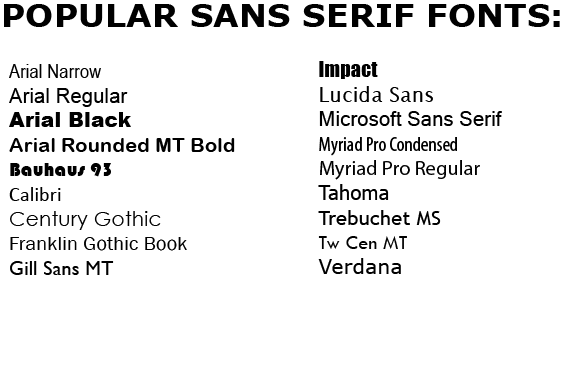 POPULAR SANS SERIF FONTS:
Arial Narrow
Arial Regular
Arial Black
Arial Rounded MT Bold
Bauhaus 93
Calibri
Century Gothic
Franklin Gothic Book
Gill Sans MT
Impact
Lucida Sans
Microsoft Sans Serif
Myriad Pro Condensed
Myriad Pro Regular
Tahoma
Trebuchet MS
Tw Cen MT
Verdana